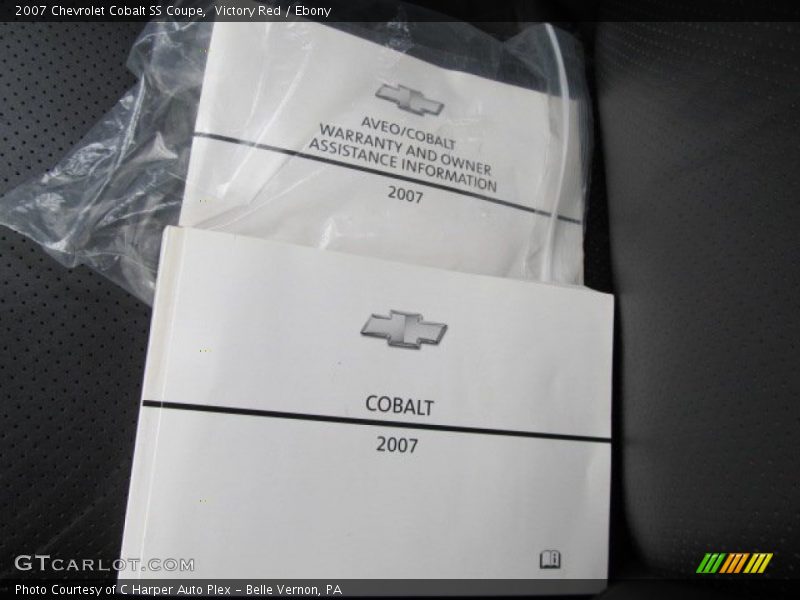 2007 Chevrolet Cobalt SS Coupe,  Victory Red / Ebony
AVEO/COBALT
WARRANTY AND OWNER
ASSISTANCE INFORMATION
2007
COBALT
2007
GTCARLOT.COM
Photo Courtesy of C Harper Auto Plex - Belle Vernon, PA